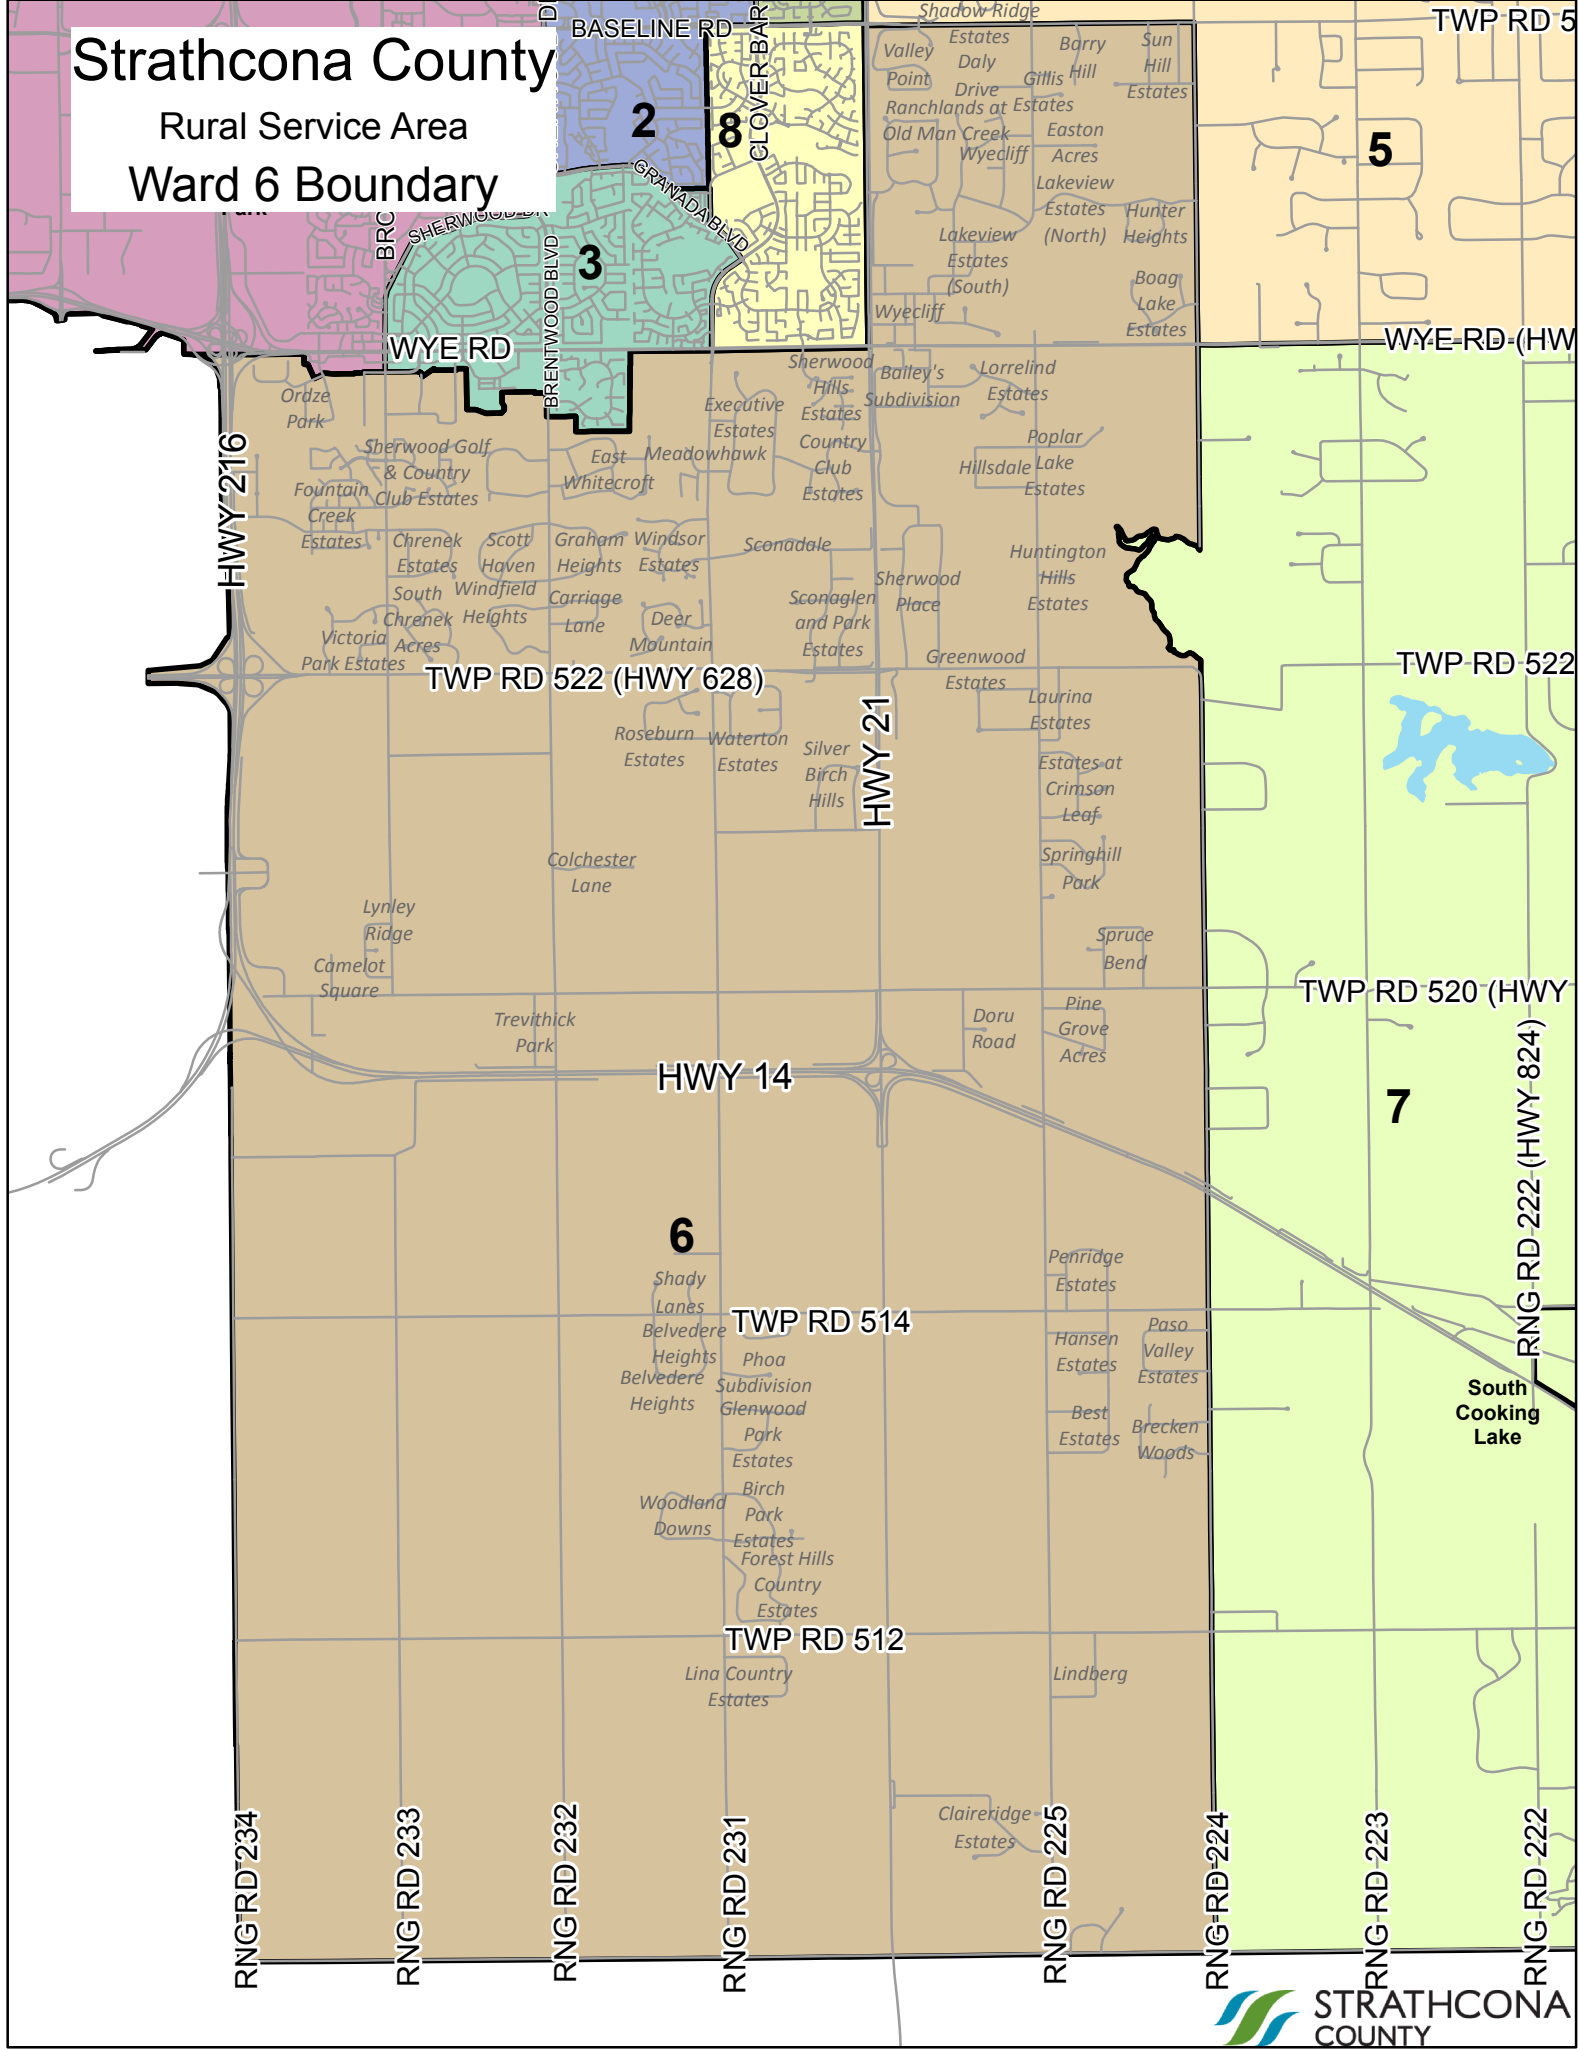 Strathcona County
Rural Service Area
Ward 6 Boundary
BASELINE RD
CLOVER BAR
TWP RD 5
2
8
5
3
Park
SHERWOOD DR
GRANADA BLVD
BRENTWOOD BLVD
WYE RD
WYE RD (HW
Shadow Ridge
Estates
Valley
Point
Daly
Drive
Barry
Hill
Sun
Hill
Estates
Gillis
Estates
Ranchlands at
Old Man Creek
Wyecliff
Easton
Acres
Lakeview
Estates
(North)
Hunter
Heights
Lakeview
Estates
(South)
Boag
Lake
Estates
Wyecliff
Ordze
Park
Sherwood
Hills
Estates
Bailey's
Subdivision
Lorrelind
Estates
Executive
Estates
HWY 216
Sherwood Golf
& Country
Club Estates
East
Whitecroft
Meadowhawk
Country
Club
Estates
Hillsdale
Poplar
Lake
Estates
Fountain
Creek
Estates
Chrenek
Estates
Scott
Haven
Graham
Heights
Windsor
Estates
Sconadale
Huntington
Hills
Estates
South
Chrenek
Acres
Windfield
Heights
Carriage
Lane
Deer
Mountain
Sconaglen
and Park
Estates
Sherwood
Place
Victoria
Park Estates
Greenwood
Estates
TWP RD 522 (HWY 628)
TWP RD 522
Laurina
Estates
Roseburn
Estates
Waterton
Estates
Silver
Birch
Hills
HWY 21
Estates at
Crimson
Leaf
Springhill
Park
Colchester
Lane
Lynley
Ridge
Camelot
Square
Spruce
Bend
TWP RD 520 (HWY
Trevithick
Park
Doru
Road
Pine
Grove
Acres
HWY 14
7
RNG RD 222 (HWY 824)
6
Shady
Lanes
Penridge
Estates
TWP RD 514
Belvedere
Heights
Belvedere
Heights
Phoa
Subdivision
Hansen
Estates
Paso
Valley
Estates
Glenwood
Park
Estates
Best
Estates
Brecken
Woods
South
Cooking
Lake
Woodland
Downs
Birch
Park
Estates
Forest Hills
Country
Estates
TWP RD 512
Lina Country
Estates
Lindberg
Claireridge
Estates
RNG RD 234
RNG RD 233
RNG RD 232
RNG RD 231
RNG RD 225
RNG RD 224
RNG RD 223
RNG RD 222
STRATHCONA
COUNTY